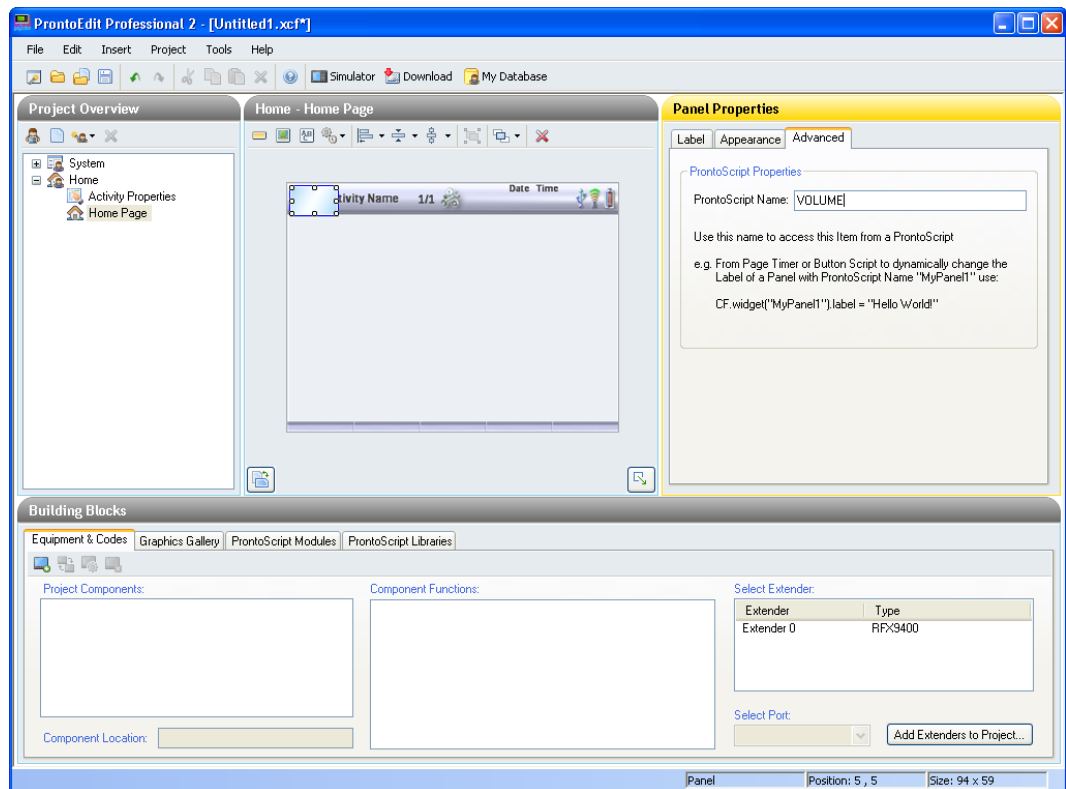 ProntoEdit Professional 2 - [Untitled1.xcf*]
File Edit Insert Project Tools Help
Simulator Download My Database
Project Overview
System
Home
Activity Properties
Home Page
Home - Home Page
tivity Name 1/1 Date Time
Panel Properties
Label Appearance Advanced
ProntoScript Properties
ProntoScript Name: VOLUME
Use this name to access this Item from a ProntoScript
e.g. From Page Timer or Button Script to dynamically change the
Label of a Panel with ProntoScript Name "MyPanel1" use:
CF.widget("MyPanel1").label = "Hello World!"
Building Blocks
Equipment & Codes Graphics Gallery ProntoScript Modules ProntoScript Libraries
Project Components:
Component Location:
Component Functions:
Select Extender:
Extender Type
Extender 0 RFX9400
Select Port:
Add Extenders to Project...
Panel Position: 5 , 5 Size: 94 x 59